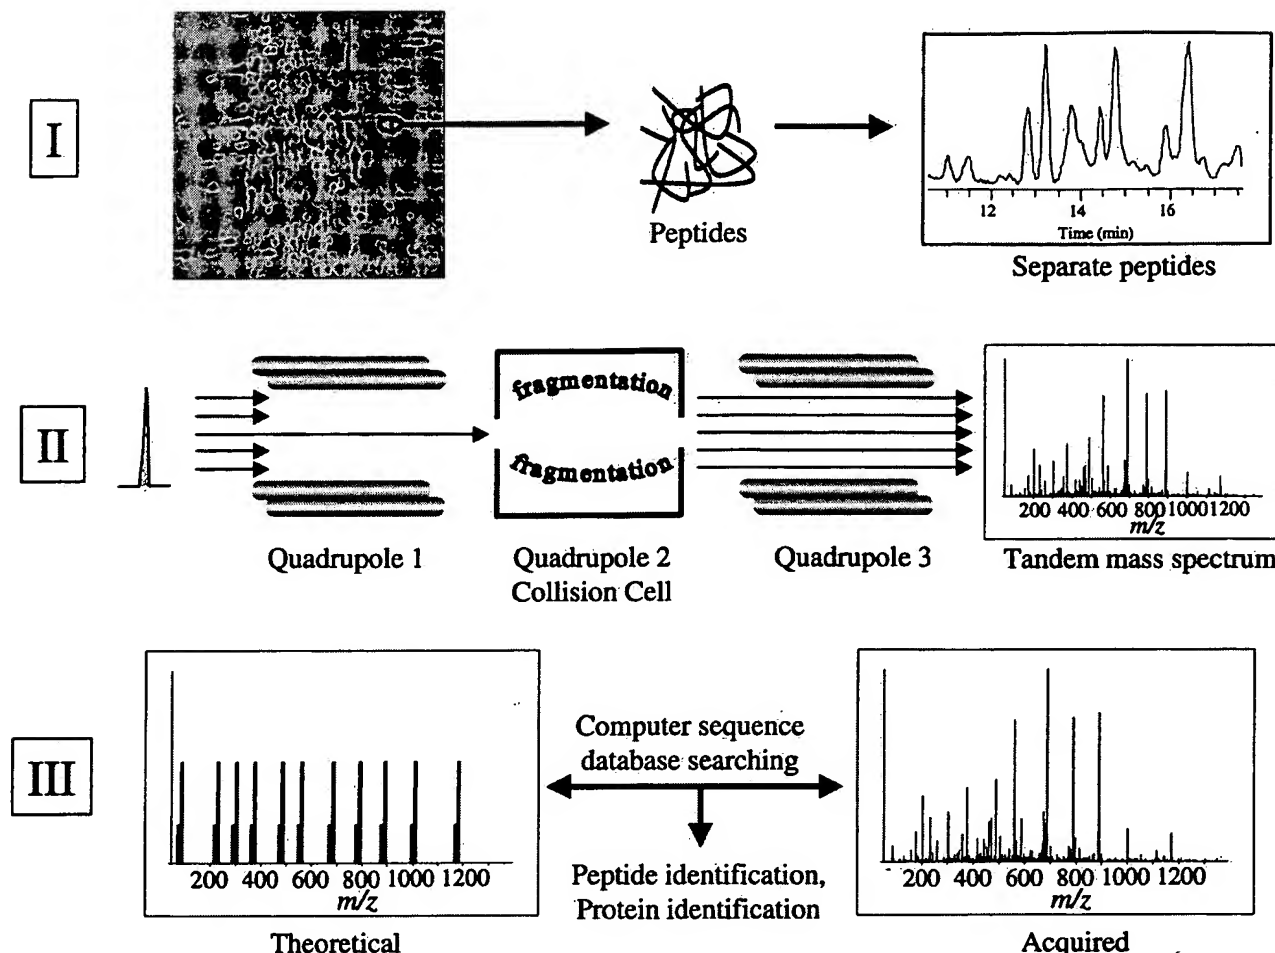 I
Peptides
12 14 16
Time (min)
Separate peptides
II
fragmentation
fragmentation
200 400 600 800 1000 1200
m/z
Quadrupole 1
Quadrupole 2
Collision Cell
Quadrupole 3
Tandem mass spectrum
III
Computer sequence
database searching
Peptide identification,
Protein identification
200 400 600 800 1000 1200
m/z
Theoretical
200 400 600 800 1000 1200
m/z
Acquired